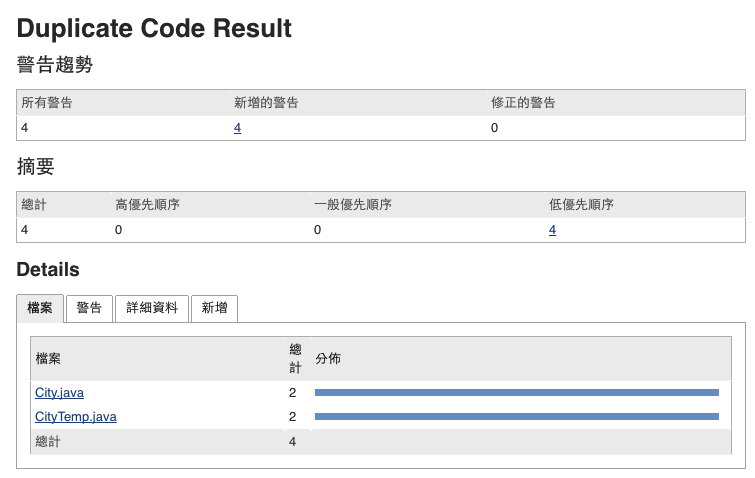 Duplicate Code Result
警告趨勢
所有警告 新增的警告 修正的警告
4 4 0
摘要
總計 高優先順序 一般優先順序 低優先順序
4 0 0 4
Details
檔案 警告 詳細資料 新增
檔案 總計 分佈
City.java 2
CityTemp.java 2
總計 4